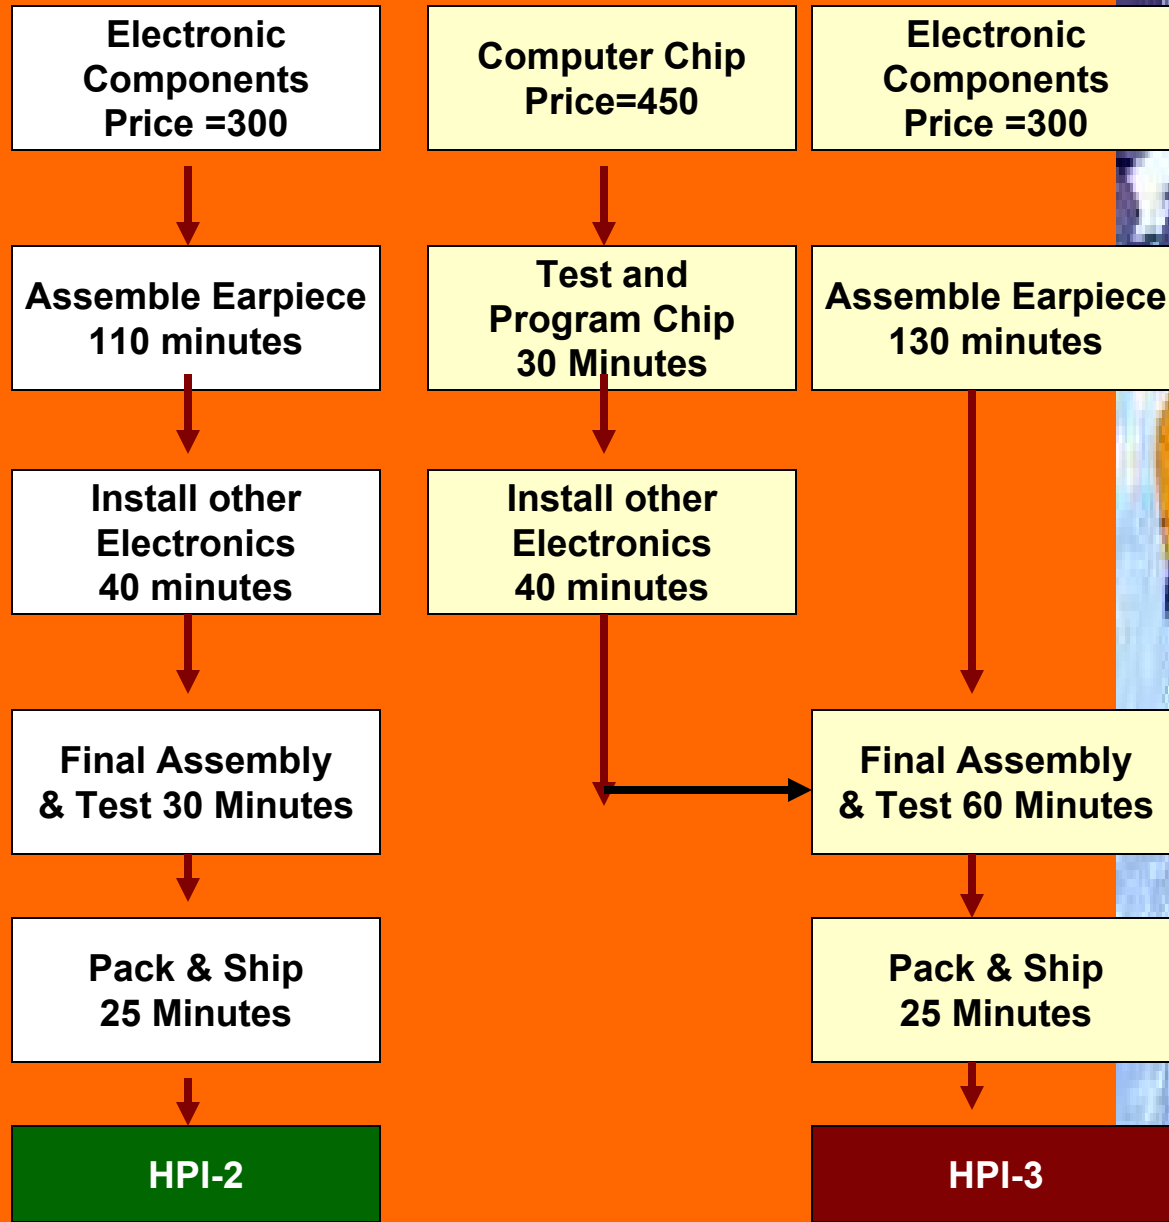 Electronic
Components
Price =300
Computer Chip
Price=450
Electronic
Components
Price =300
Assemble Earpiece
110 minutes
Test and
Program Chip
30 Minutes
Assemble Earpiece
130 minutes
Install other
Electronics
40 minutes
Install other
Electronics
40 minutes
Final Assembly
& Test 30 Minutes
Final Assembly
& Test 60 Minutes
Pack & Ship
25 Minutes
Pack & Ship
25 Minutes
HPI-2
HPI-3